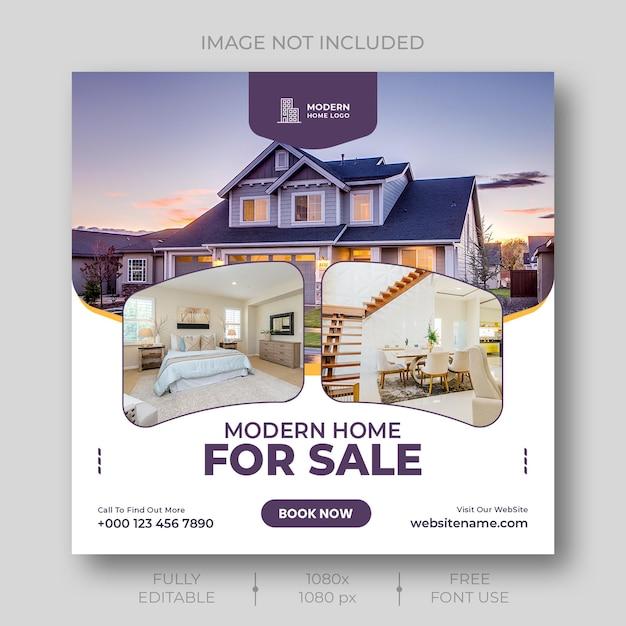 IMAGE NOT INCLUDED
MODERN
HOME LOGO
MODERN HOME
FOR SALE
Call To Find Out More
+000 123 456 7890
BOOK NOW
Visit Our WebSite
websitename.com
FULLY
EDITABLE
1080x
1080 px
FREE
FONT USE